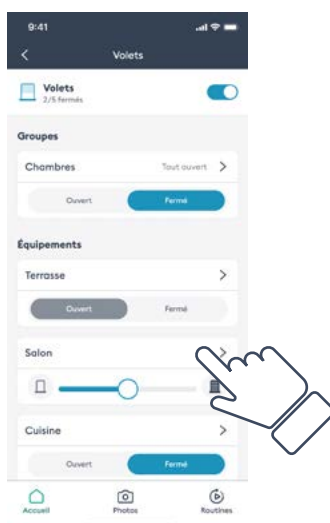 9:41
Volets
Volets
2/5 fermés
Groupes
Chambres Tout ouvert
Ouvert Fermé
Équipements
Terrasse
Ouvert Fermé
Salon
Cuisine
Ouvert Fermé
Accueil Photos Routines